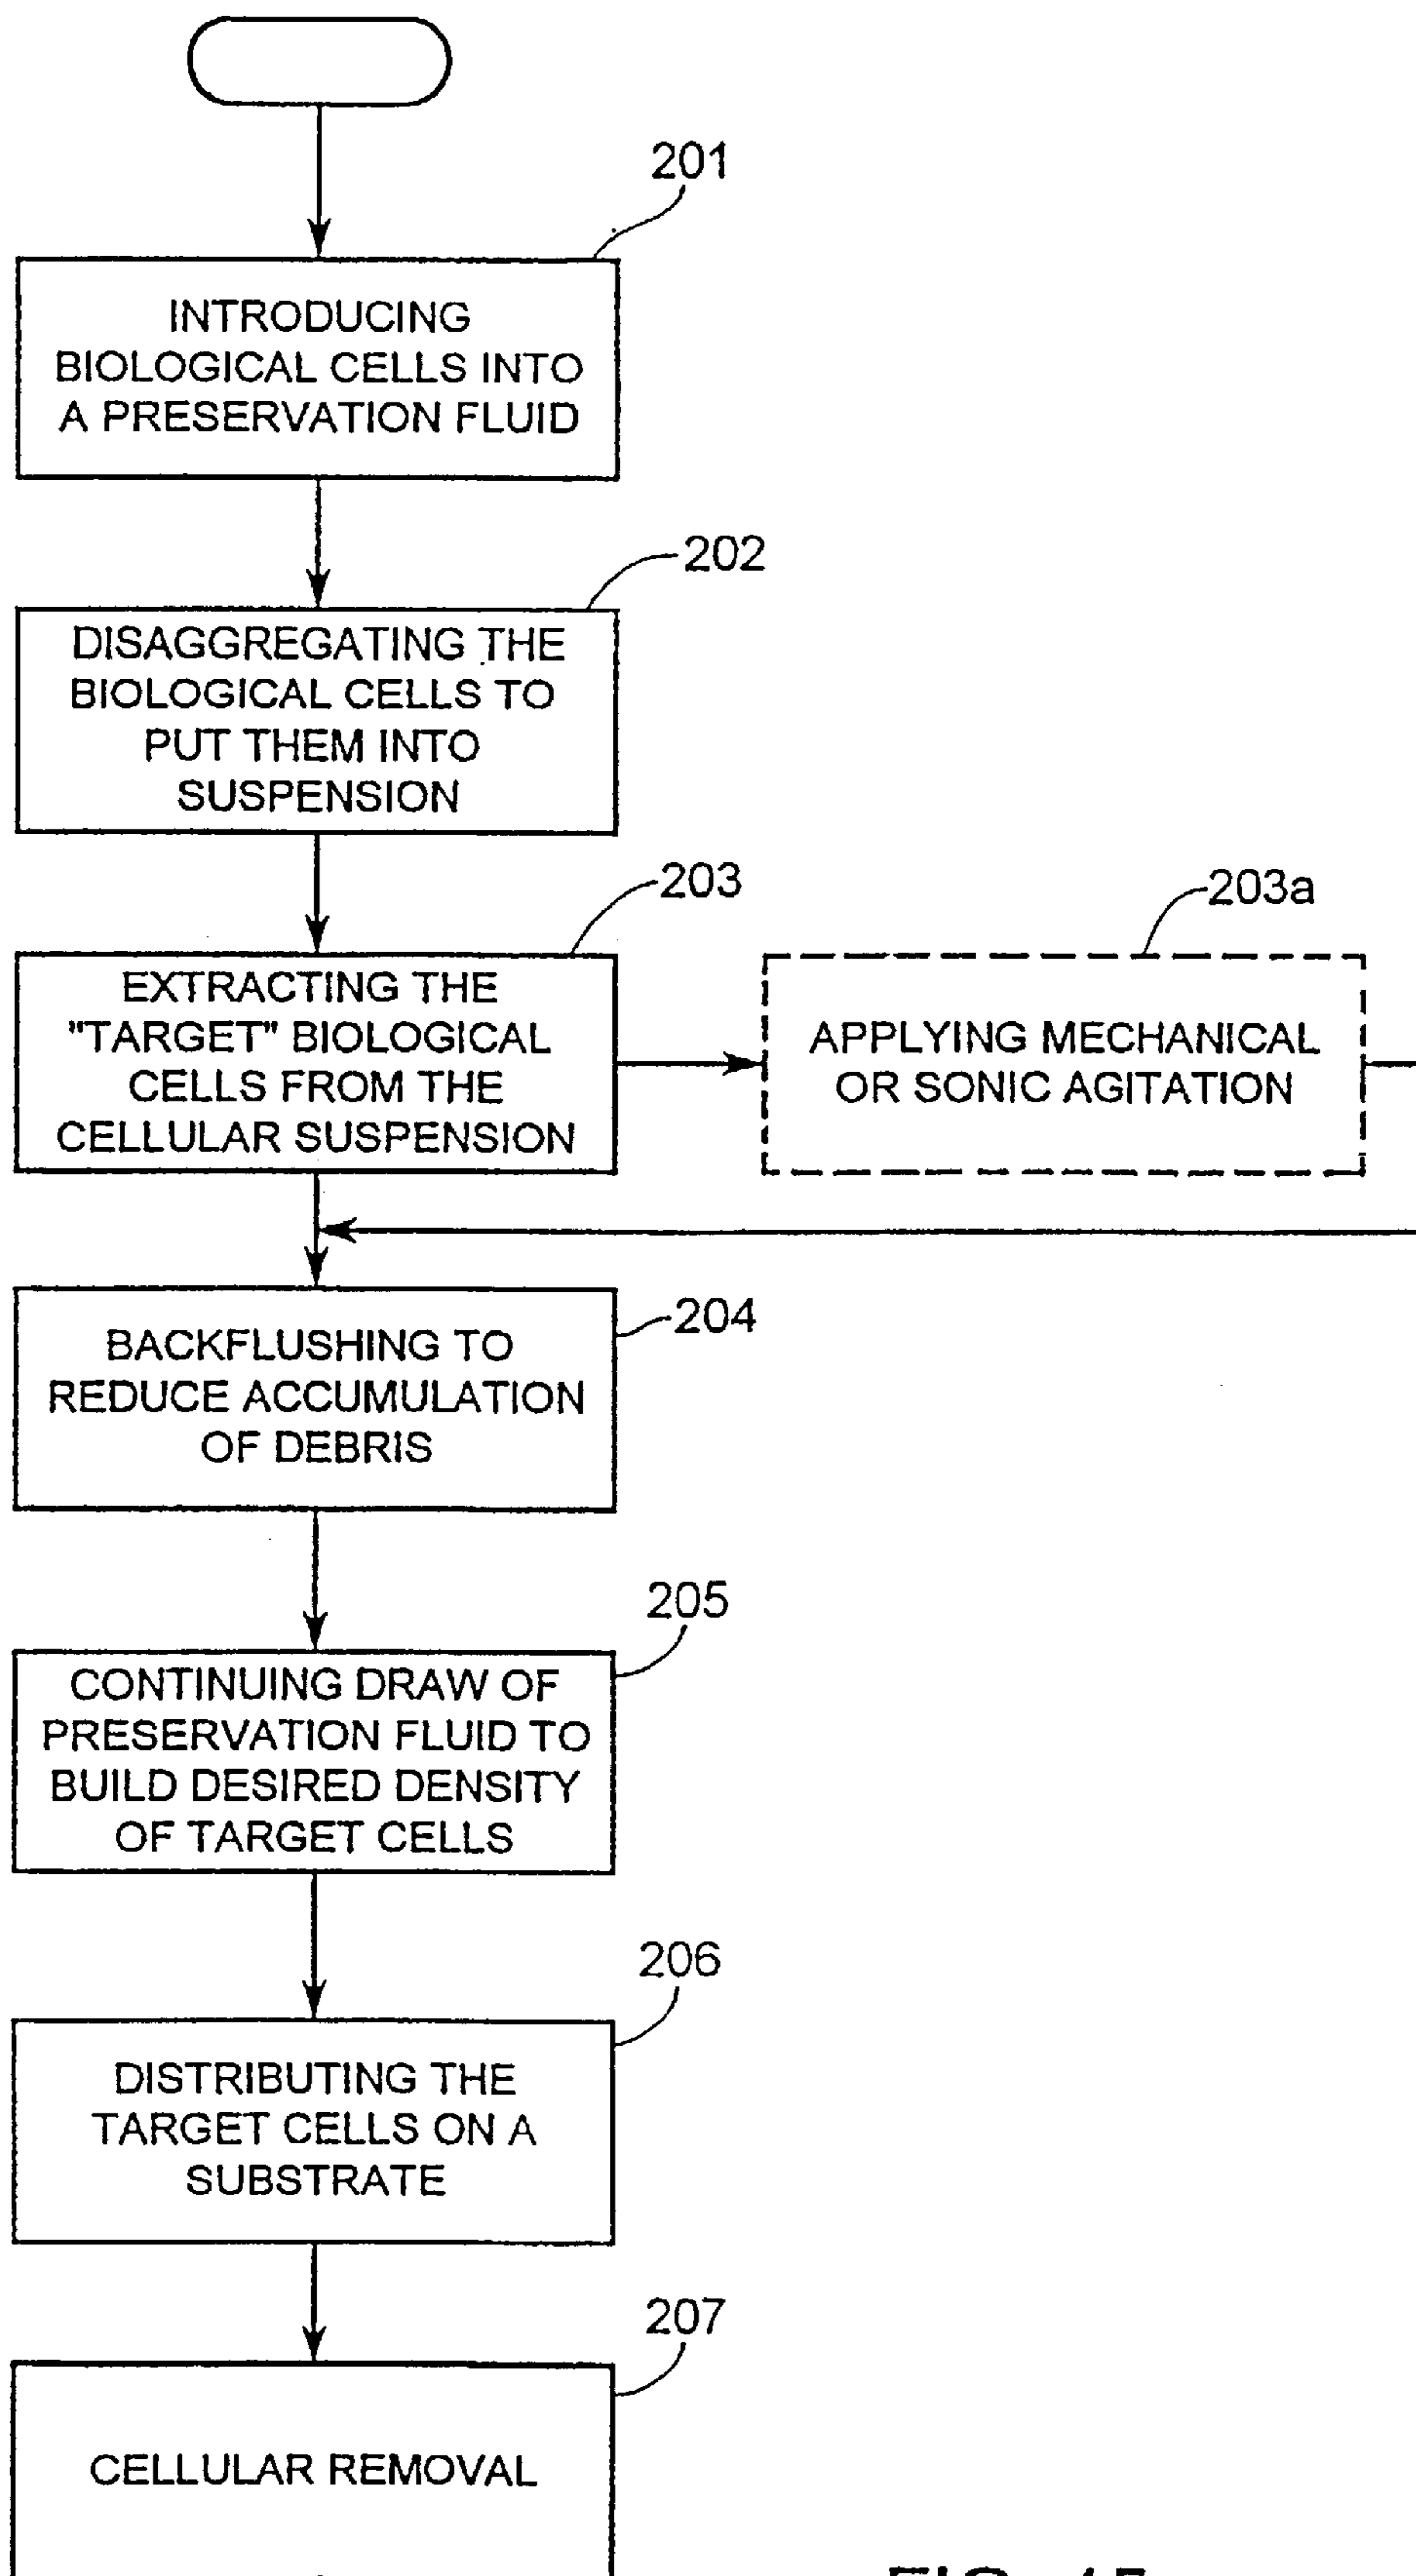 201
INTRODUCING
BIOLOGICAL CELLS INTO
A PRESERVATION FLUID
202
DISAGGREGATING THE
BIOLOGICAL CELLS TO
PUT THEM INTO
SUSPENSION
203
EXTRACTING THE
"TARGET" BIOLOGICAL
CELLS FROM THE
CELLULAR SUSPENSION
203a
APPLYING MECHANICAL
OR SONIC AGITATION
204
BACKFLUSHING TO
REDUCE ACCUMULATION
OF DEBRIS
205
CONTINUING DRAW OF
PRESERVATION FLUID TO
BUILD DESIRED DENSITY
OF TARGET CELLS
206
DISTRIBUTING THE
TARGET CELLS ON A
SUBSTRATE
207
CELLULAR REMOVAL